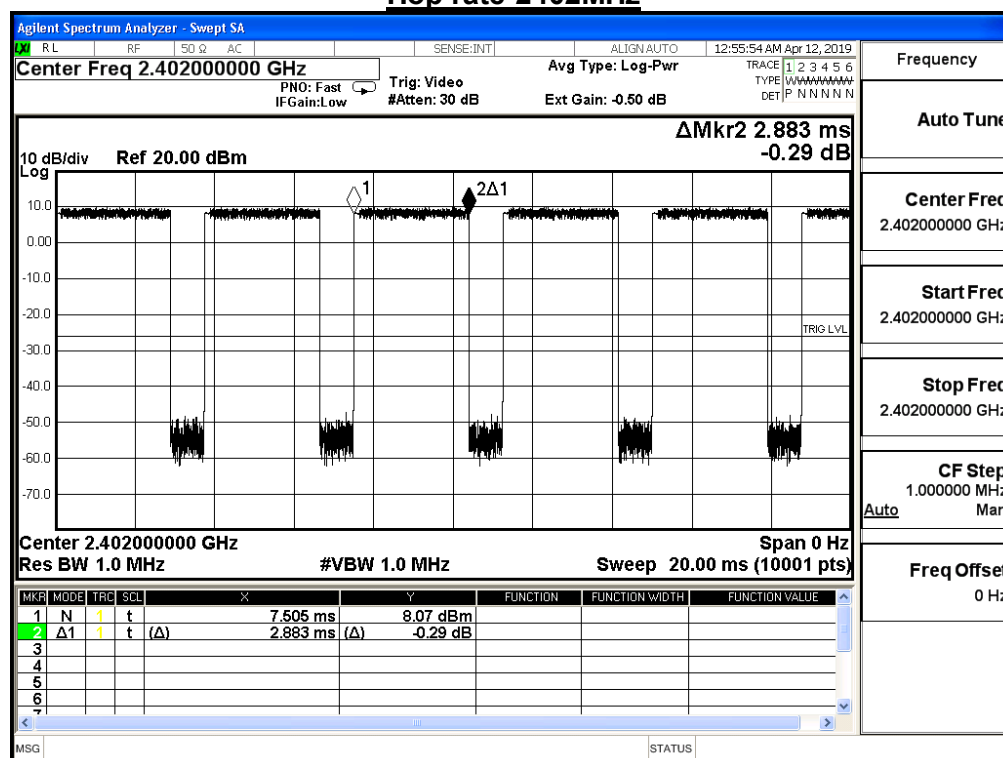 Hop rate-2402MHz
Agilent Spectrum Analyzer - Swept SA
LXI RL RF 50 Ω AC SENSE:INT ALIGNAUTO 12:55:54 AM Apr 12, 2019
Center Freq 2.402000000 GHz
PNO: Fast
IFGain:Low
Trig: Video
#Atten: 30 dB
Avg Type: Log-Pwr
Ext Gain: -0.50 dB
TRACE 1 2 3 4 5 6
TYPE WWWWWW
DET P N N N N N
ΔMkr2 2.883 ms
-0.29 dB
10 dB/div Ref 20.00 dBm
Log
1 2Δ1
10.0
0.00
-10.0
-20.0
TRIG LVL
-30.0
-40.0
-50.0
-60.0
-70.0
Center 2.402000000 GHz Span 0 Hz
Res BW 1.0 MHz #VBW 1.0 MHz Sweep 20.00 ms (10001 pts)
MKR MODE TRC SCL X Y FUNCTION FUNCTION WIDTH FUNCTION VALUE
1 N 1 t 7.505 ms 8.07 dBm
2 Δ1 1 t (Δ) 2.883 ms (Δ) -0.29 dB
3
4
5
6
7
MSG STATUS
Frequency
Auto Tune
Center Freq
2.402000000 GHz
Start Freq
2.402000000 GHz
Stop Freq
2.402000000 GHz
CF Step
1.000000 MHz
Auto Man
Freq Offset
0 Hz